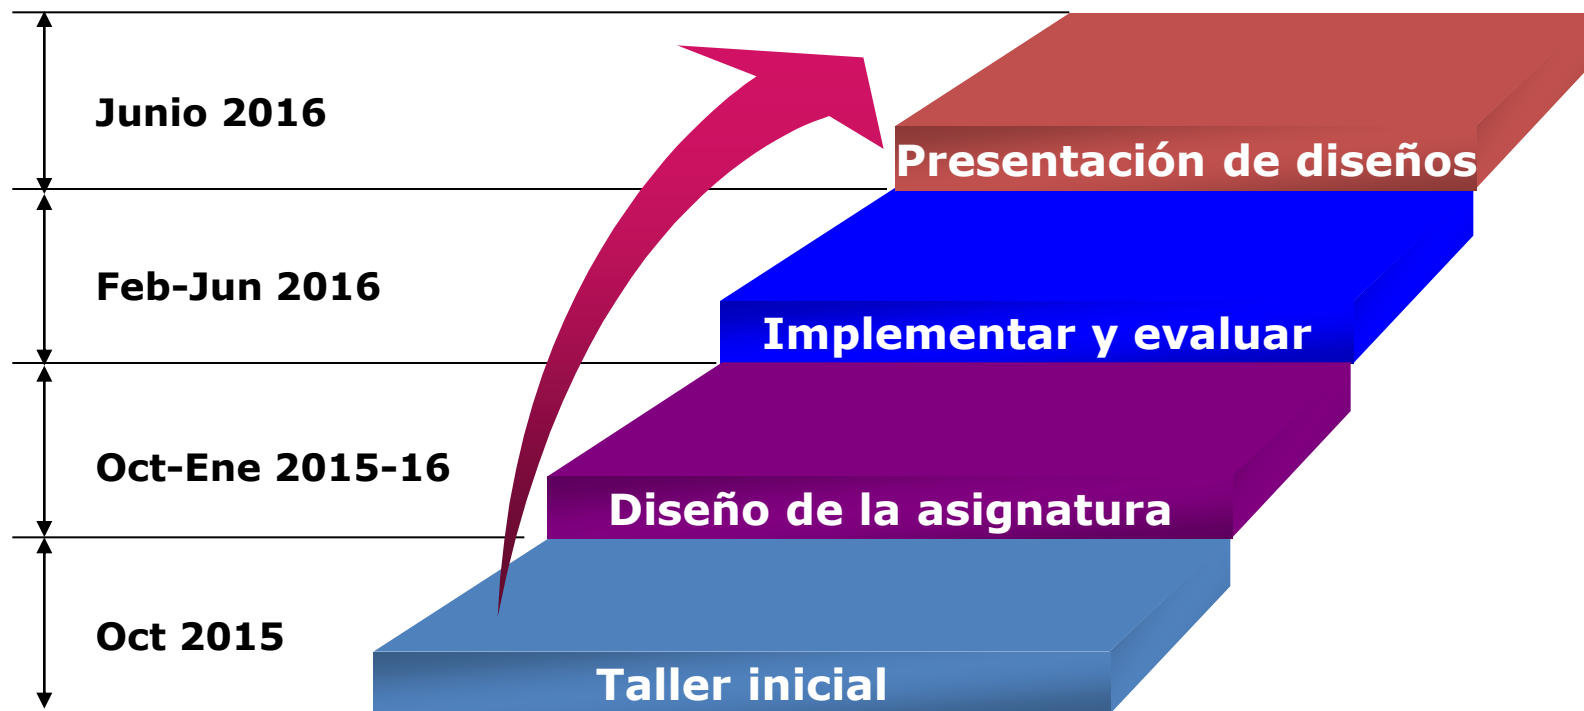 Junio 2016
Presentación de diseños
Feb-Jun 2016
Implementar y evaluar
Oct-Ene 2015-16
Diseño de la asignatura
Oct 2015
Taller inicial